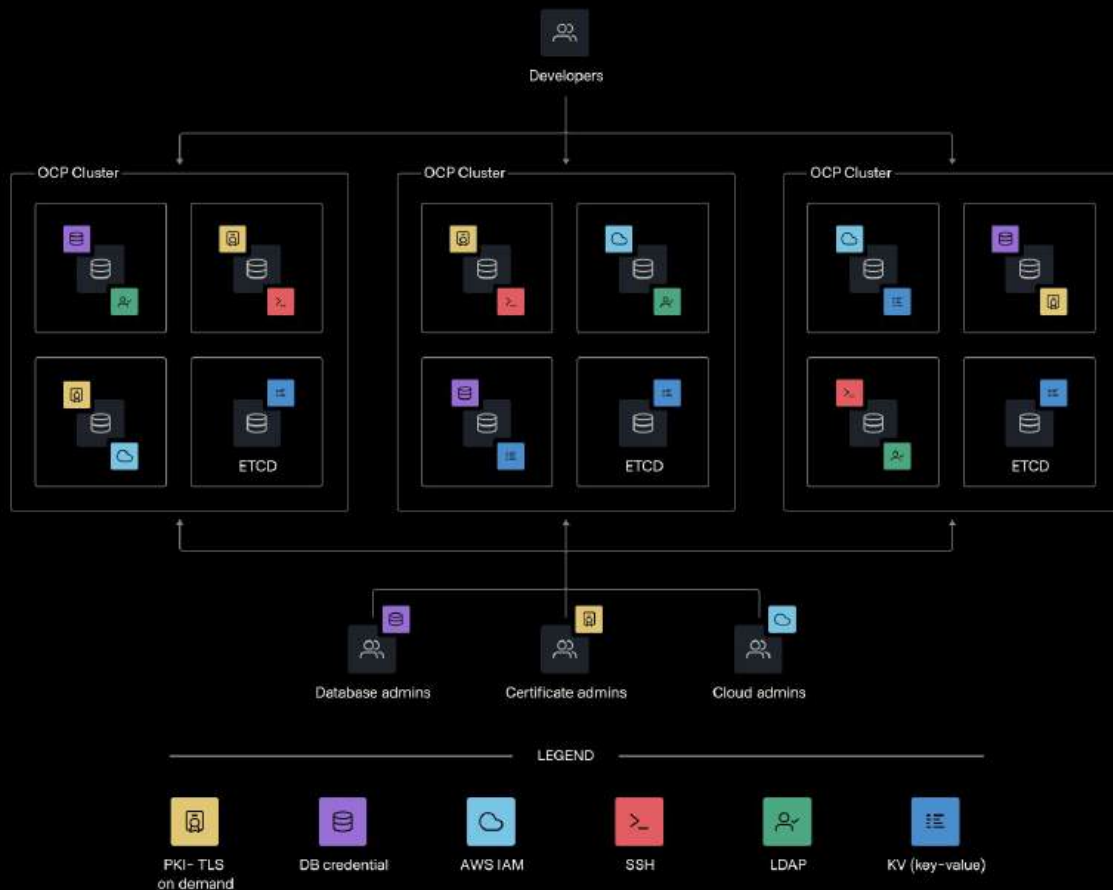 Developers
OCP Cluster
OCP Cluster
OCP Cluster
>_
>_
>_
ETCD
ETCD
ETCD
Database admins
Certificate admins
Cloud admins
LEGEND
>_
PKI- TLS
on demand
DB credential
AWS IAM
SSH
LDAP
KV (key-value)